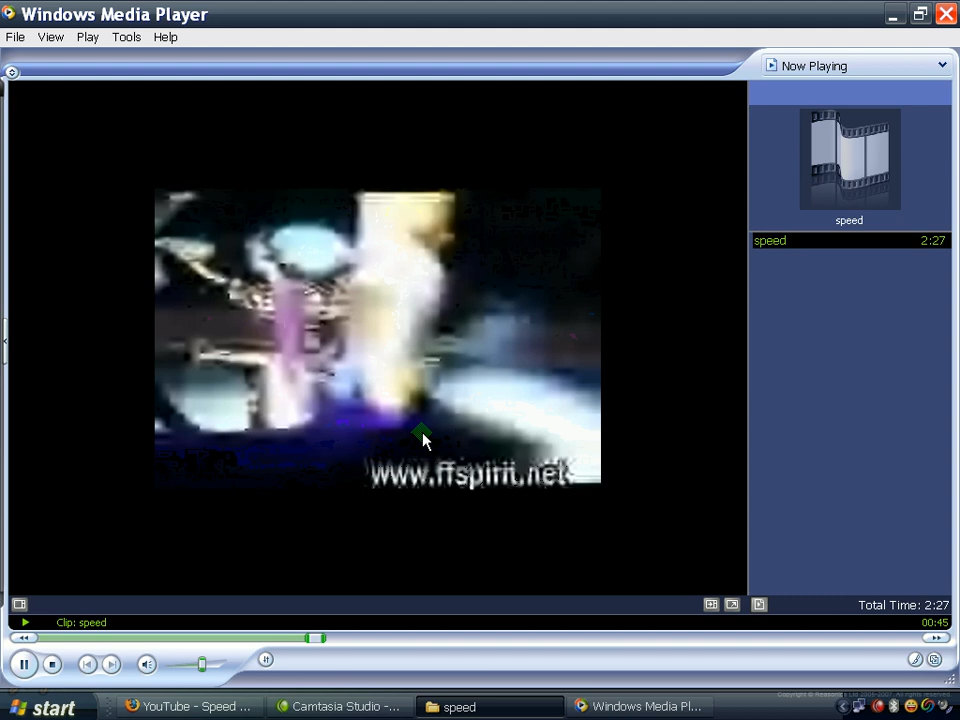 Windows Media Player
File View Play Tools Help
Now Playing
speed
speed 2:27
www.ffspirit.net
Total Time: 2:27
Clip: speed 00:45
start YouTube - Speed ... Camtasia Studio -... speed Windows Media Pl...